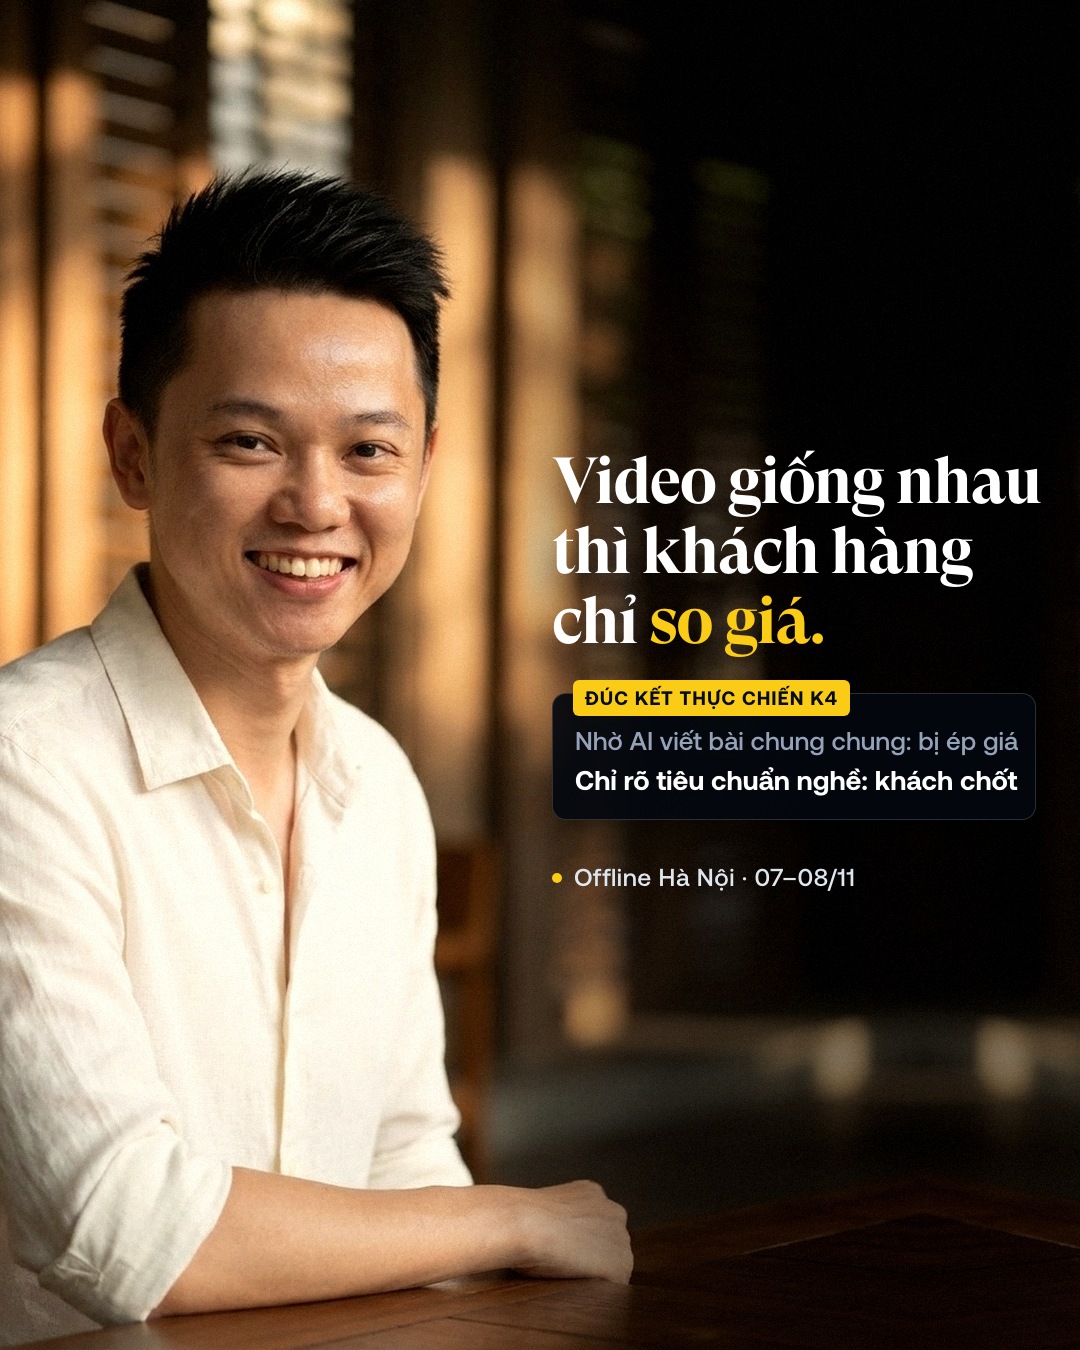 Video giống nhau
thì khách hàng
chỉ so giá.
ĐÚC KẾT THỰC CHIẾN K4
Nhờ AI viết bài chung chung: bị ép giá
Chỉ rõ tiêu chuẩn nghề: khách chốt
Offline Hà Nội · 07–08/11